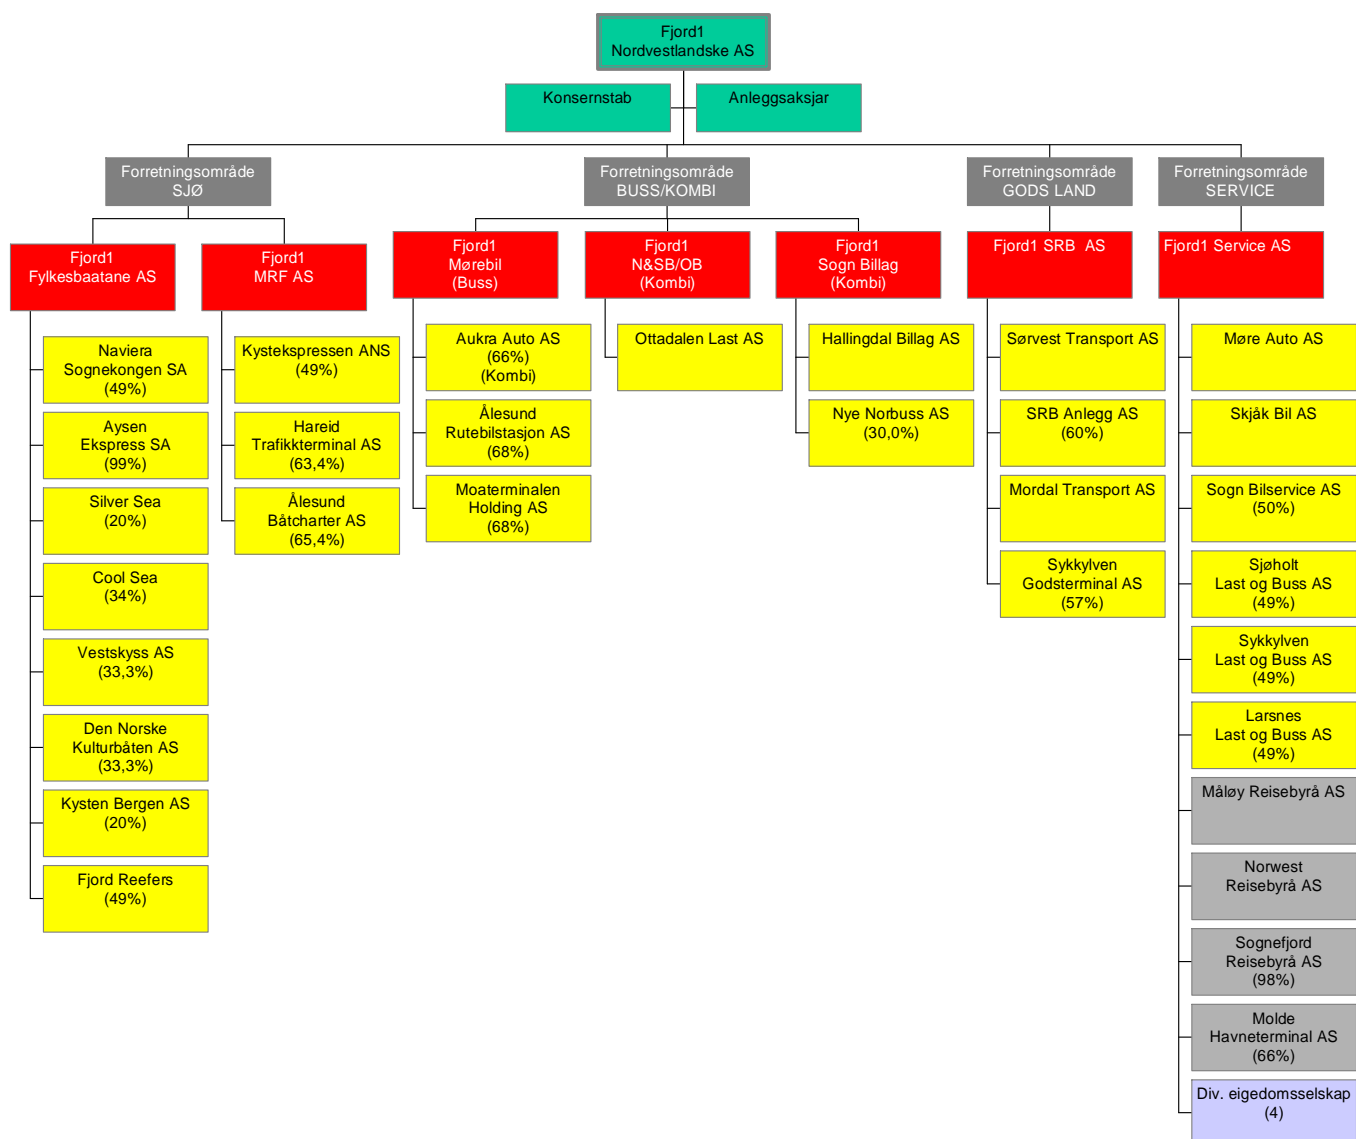 Fjord1
Nordvestlandske AS
Konsernstab
Anleggsaksjar
Forretningsområde
SJØ
Forretningsområde
BUSS/KOMBI
Forretningsområde
GODS LAND
Forretningsområde
SERVICE
Fjord1
Fylkesbaatane AS
Fjord1
MRF AS
Fjord1
Mørebil
(Buss)
Fjord1
N&SB/OB
(Kombi)
Fjord1
Sogn Billag
(Kombi)
Fjord1 SRB  AS
Fjord1 Service AS
Naviera
Sognekongen SA
(49%)
Aysen
Ekspress SA
(99%)
Silver Sea
(20%)
Cool Sea
(34%)
Vestskyss AS
(33,3%)
Den Norske
Kulturbåten AS
(33,3%)
Kysten Bergen AS
(20%)
Fjord Reefers
(49%)
Kystekspressen ANS
(49%)
Hareid
Trafikkterminal AS
(63,4%)
Ålesund
Båtcharter AS
(65,4%)
Aukra Auto AS
(66%)
(Kombi)
Ålesund
Rutebilstasjon AS
(68%)
Moaterminalen
Holding AS
(68%)
Ottadalen Last AS
Hallingdal Billag AS
Nye Norbuss AS
(30,0%)
Sørvest Transport AS
SRB Anlegg AS
(60%)
Mordal Transport AS
Sykkylven
Godsterminal AS
(57%)
Møre Auto AS
Skjåk Bil AS
Sogn Bilservice AS
(50%)
Sjøholt
Last og Buss AS
(49%)
Sykkylven
Last og Buss AS
(49%)
Larsnes
Last og Buss AS
(49%)
Måløy Reisebyrå AS
Norwest
Reisebyrå AS
Sognefjord
Reisebyrå AS
(98%)
Molde
Havneterminal AS
(66%)
Div. eigedomsselskap
(4)